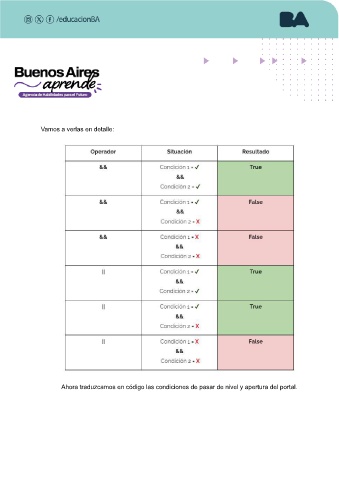 /educacionBA
BA
Buenos Aires
aprende
Agencia de Habilidades para el Futuro
Vamos a verlas en detalle:
Operador Situación Resultado
&& Condición 1 = ✓ True
&&
Condición 2 = ✓
&& Condición 1 = ✓ False
&&
Condición 2 = X
&& Condición 1 = X False
&&
Condición 2 = X
|| Condición 1 = ✓ True
&&
Condición 2 = ✓
|| Condición 1 = ✓ True
&&
Condición 2 = X
|| Condición 1 = X False
&&
Condición 2 = X
Ahora traduzcamos en código las condiciones de pasar de nivel y apertura del portal.